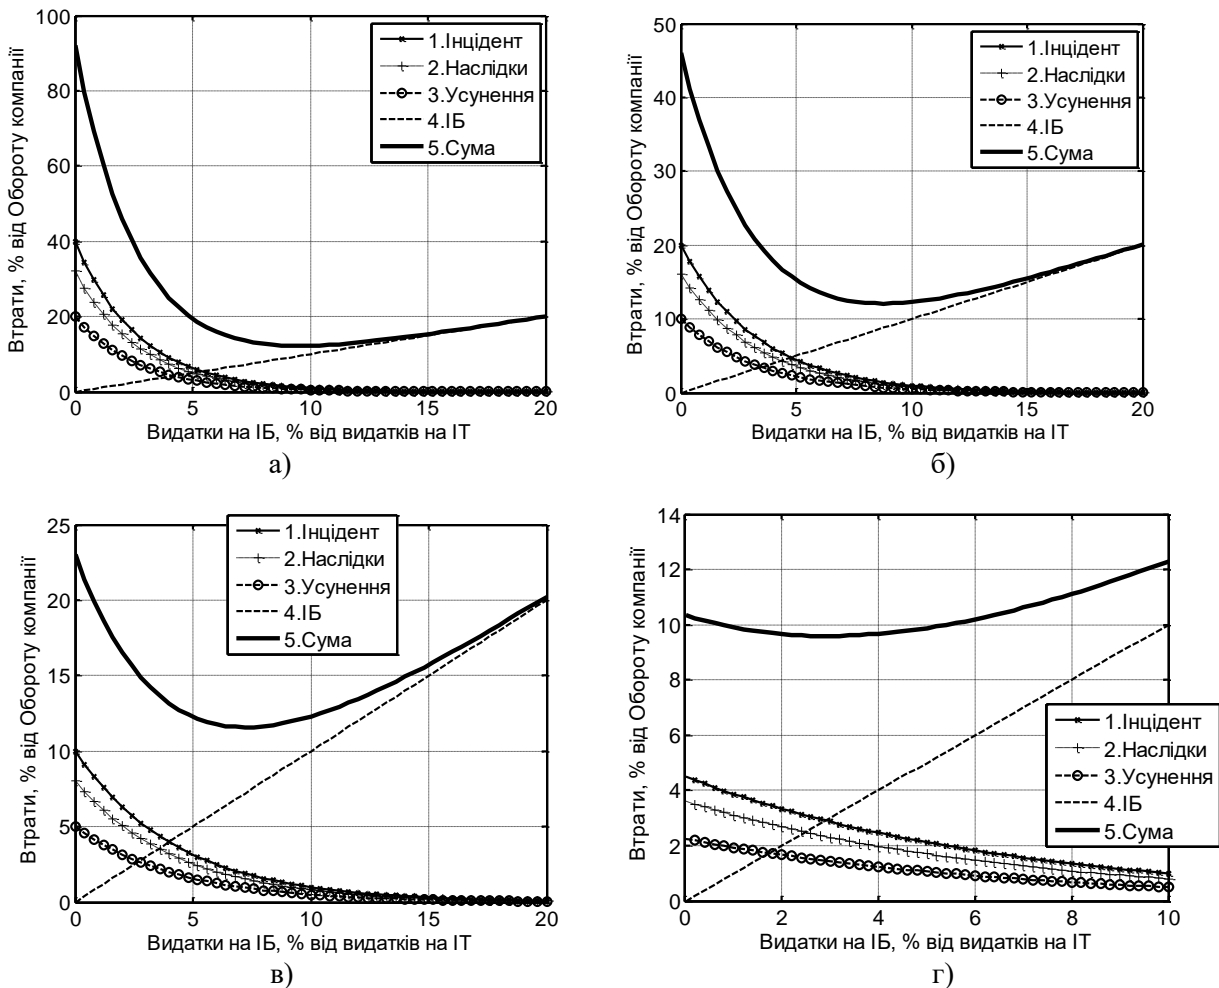 Втрати, % від Обороту компанії
100
80
60
40
20
0
0 5 10 15 20
1.Інцідент
2.Наслідки
3.Усунення
4.ІБ
5.Сума
Видатки на ІБ, % від видатків на ІТ
а)
Втрати, % від Обороту компанії
50
40
30
20
10
0
0 5 10 15 20
1.Інцідент
2.Наслідки
3.Усунення
4.ІБ
5.Сума
Видатки на ІБ, % від видатків на ІТ
б)
Втрати, % від Обороту компанії
25
20
15
10
5
0
0 5 10 15 20
1.Інцідент
2.Наслідки
3.Усунення
4.ІБ
5.Сума
Видатки на ІБ, % від видатків на ІТ
в)
Втрати, % від Обороту компанії
14
12
10
8
6
4
2
0
0 2 4 6 8 10
1.Інцідент
2.Наслідки
3.Усунення
4.ІБ
5.Сума
Видатки на ІБ, % від видатків на ІТ
г)